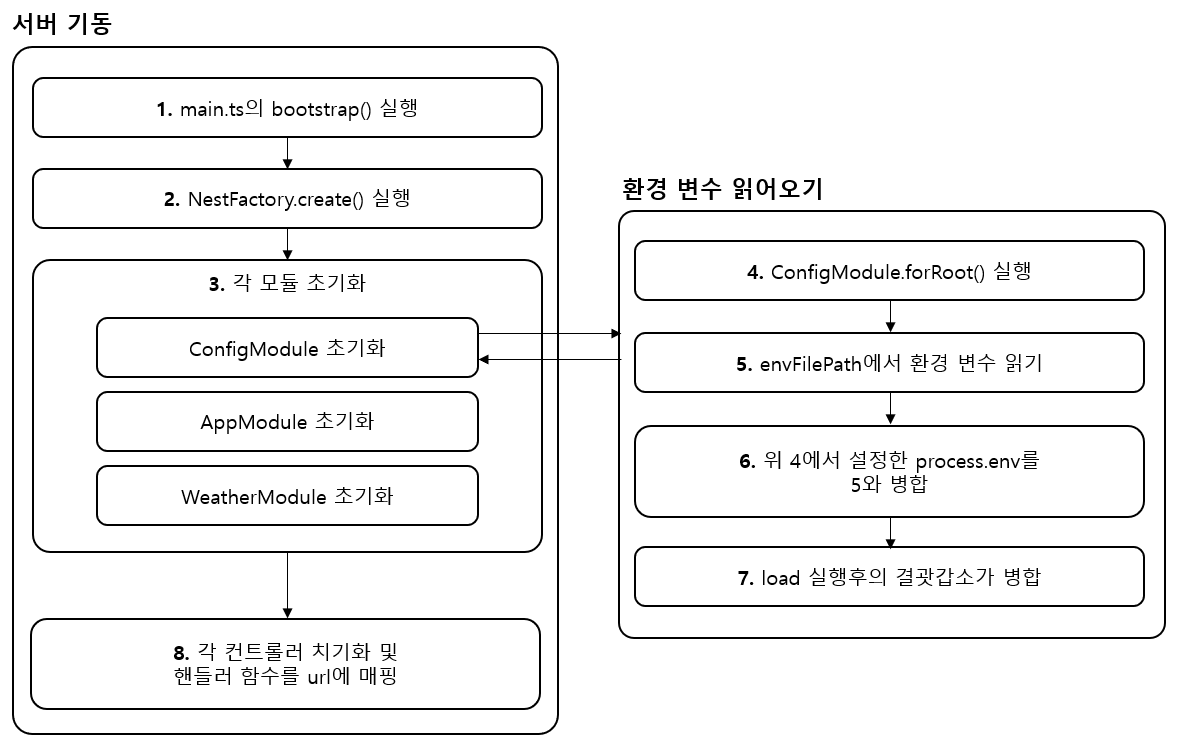 서버 기동
1. main.ts의 bootstrap() 실행
2. NestFactory.create() 실행
3. 각 모듈 초기화
ConfigModule 초기화
AppModule 초기화
WeatherModule 초기화
8. 각 컨트롤러 치기화 및
핸들러 함수를 url에 매핑
환경 변수 읽어오기
4. ConfigModule.forRoot() 실행
5. envFilePath에서 환경 변수 읽기
6. 위 4에서 설정한 process.env를
5와 병합
7. load 실행후의 결괏갑소가 병합